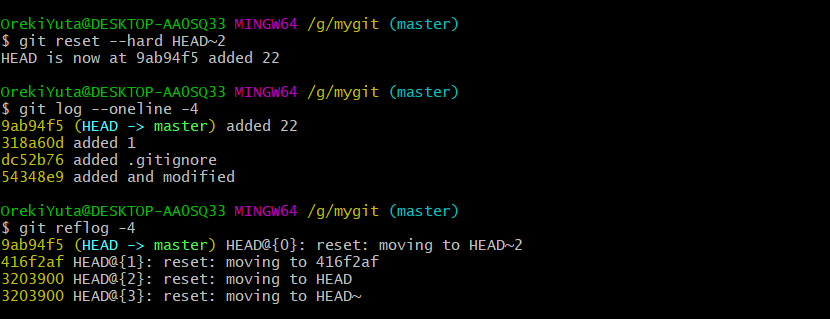 OrekiYuta@DESKTOP-AA0SQ33 MINGW64 /g/mygit (master)
$ git reset --hard HEAD~2
HEAD is now at 9ab94f5 added 22
OrekiYuta@DESKTOP-AA0SQ33 MINGW64 /g/mygit (master)
$ git log --oneline -4
9ab94f5 (HEAD -> master) added 22
318a60d added 1
dc52b76 added .gitignore
54348e9 added and modified
OrekiYuta@DESKTOP-AA0SQ33 MINGW64 /g/mygit (master)
$ git reflog -4
9ab94f5 (HEAD -> master) HEAD@{0}: reset: moving to HEAD~2
416f2af HEAD@{1}: reset: moving to 416f2af
3203900 HEAD@{2}: reset: moving to HEAD
3203900 HEAD@{3}: reset: moving to HEAD~